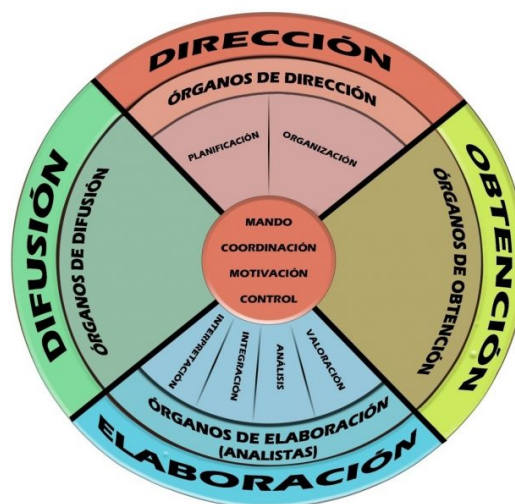 DIRECCIÓN
ÓRGANOS DE DIRECCIÓN
PLANIFICACIÓN
ORGANIZACIÓN
OBTENCIÓN
ÓRGANOS DE OBTENCIÓN
DIFUSIÓN
ÓRGANOS DE DIFUSIÓN
MANDO
COORDINACIÓN
MOTIVACIÓN
CONTROL
INTERPRETACIÓN
INTEGRACIÓN
ANÁLISIS
VALORACIÓN
ÓRGANOS DE ELABORACIÓN
(ANALISTAS)
ELABORACIÓN